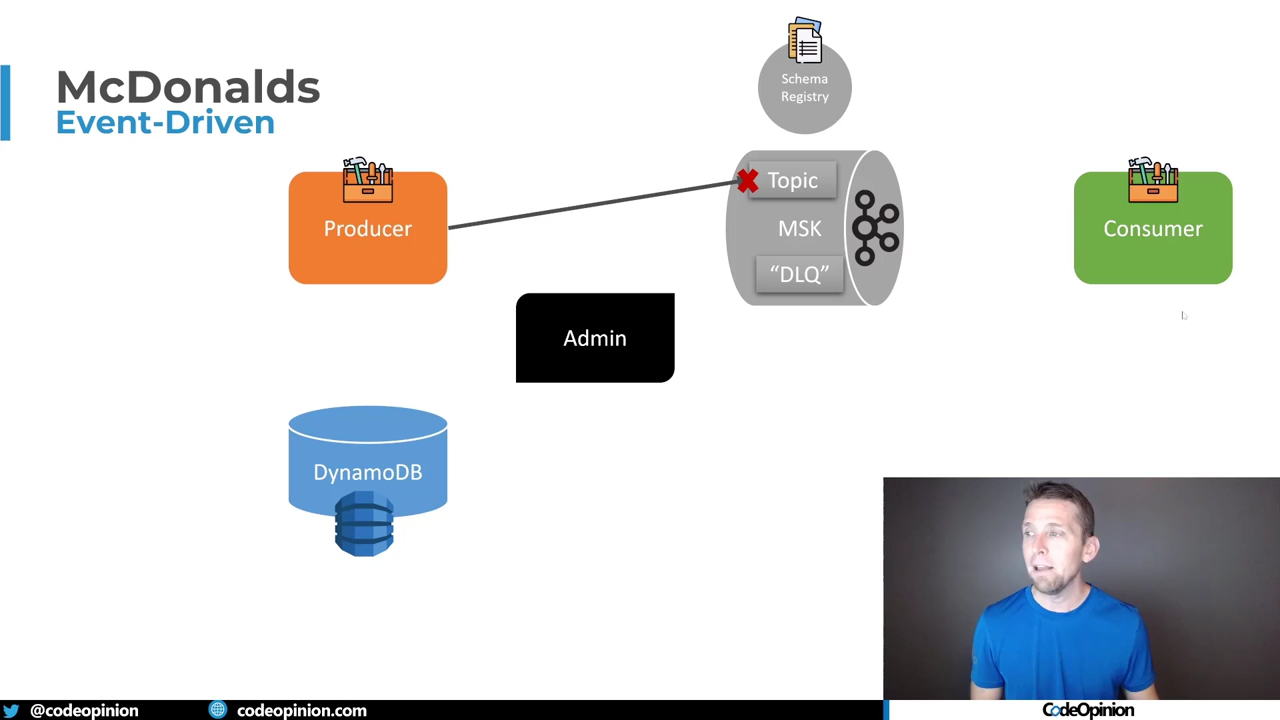 McDonalds
Event-Driven
Schema
Registry
Producer
Topic
MSK
"DLQ"
Consumer
Admin
DynamoDB
@codeopinion
codeopinion.com
CodeOpinion